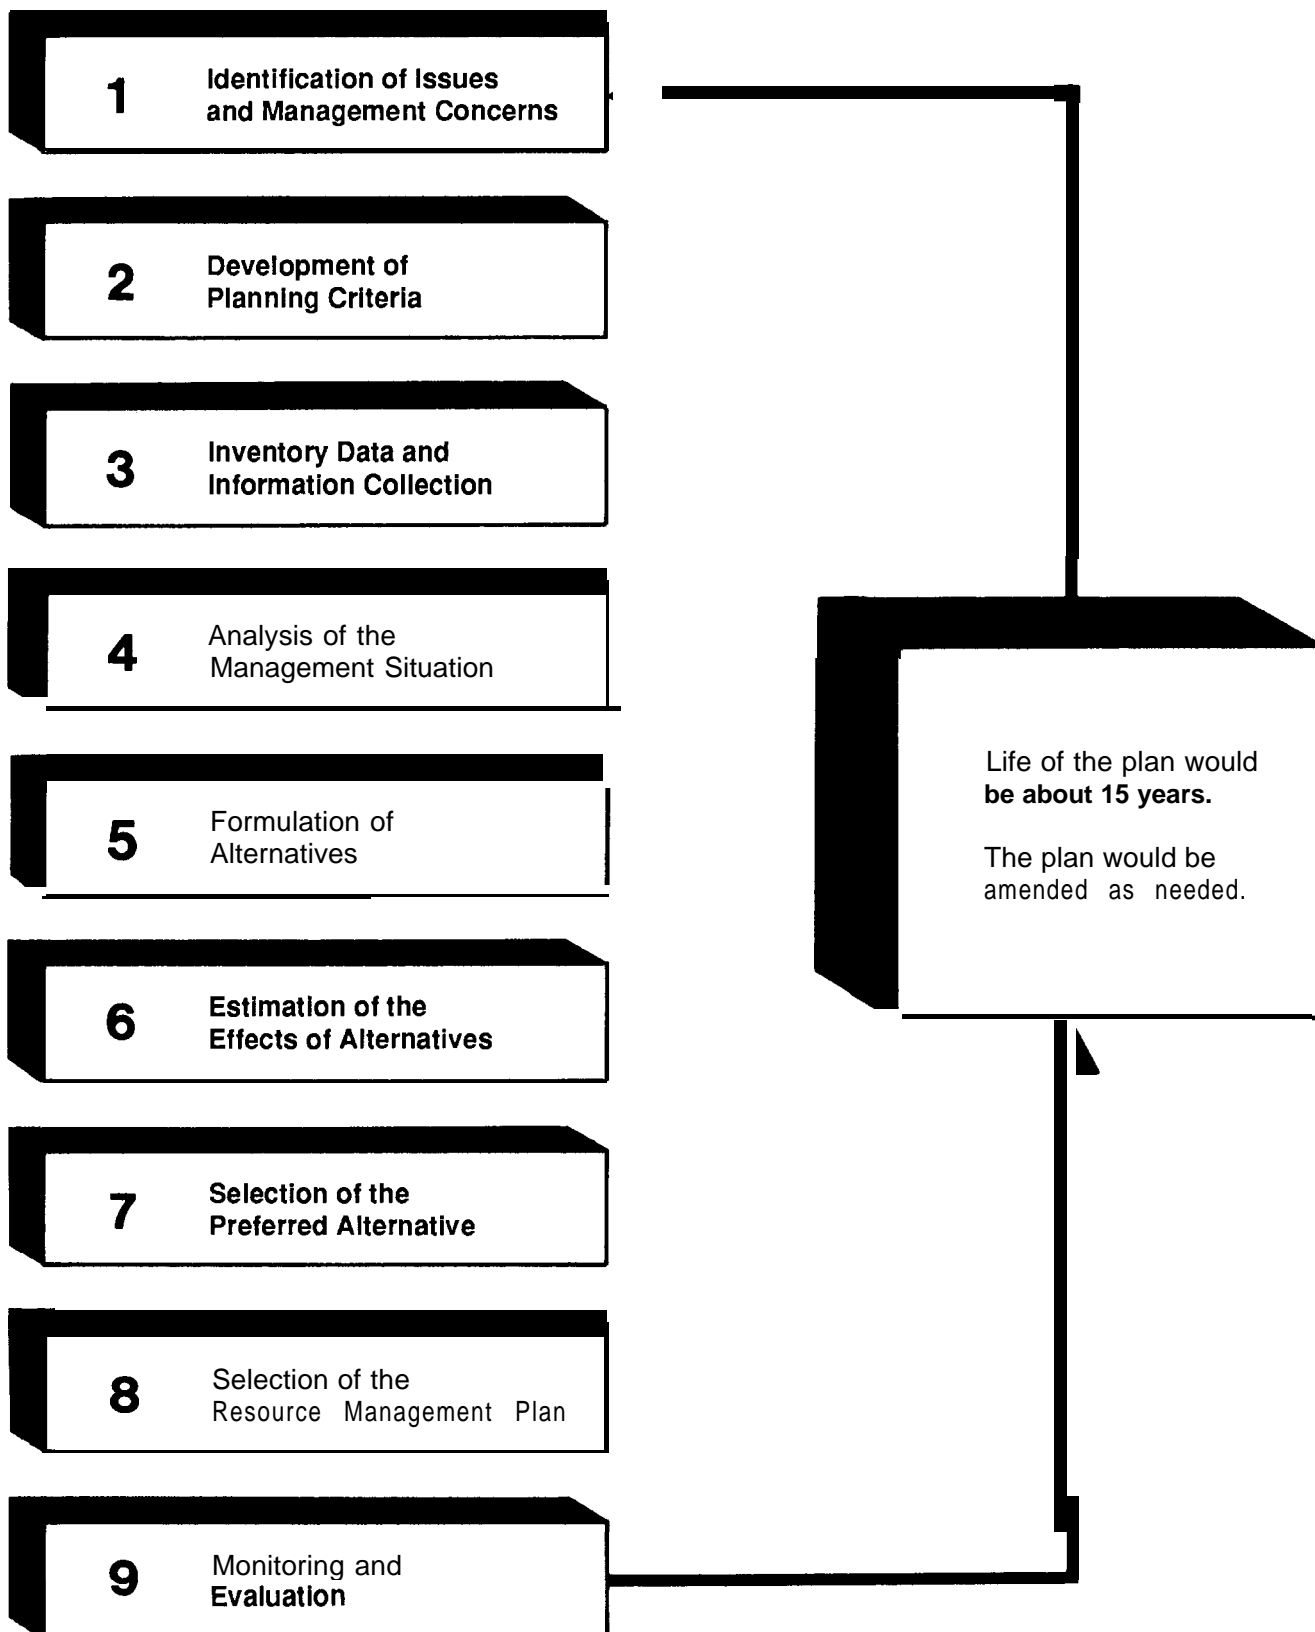 1
Identification of Issues
and Management Concerns
2
Development of
Planning Criteria
3
Inventory Data and
Information Collection
4
Analysis of the
Management Situation
5
Formulation of
Alternatives
6
Estimation of the
Effects of Alternatives
7
Selection of the
Preferred Alternative
8
Selection of the
Resource Management Plan
9
Monitoring and
Evaluation
Life of the plan would
be about 15 years.
The plan would be
amended as needed.